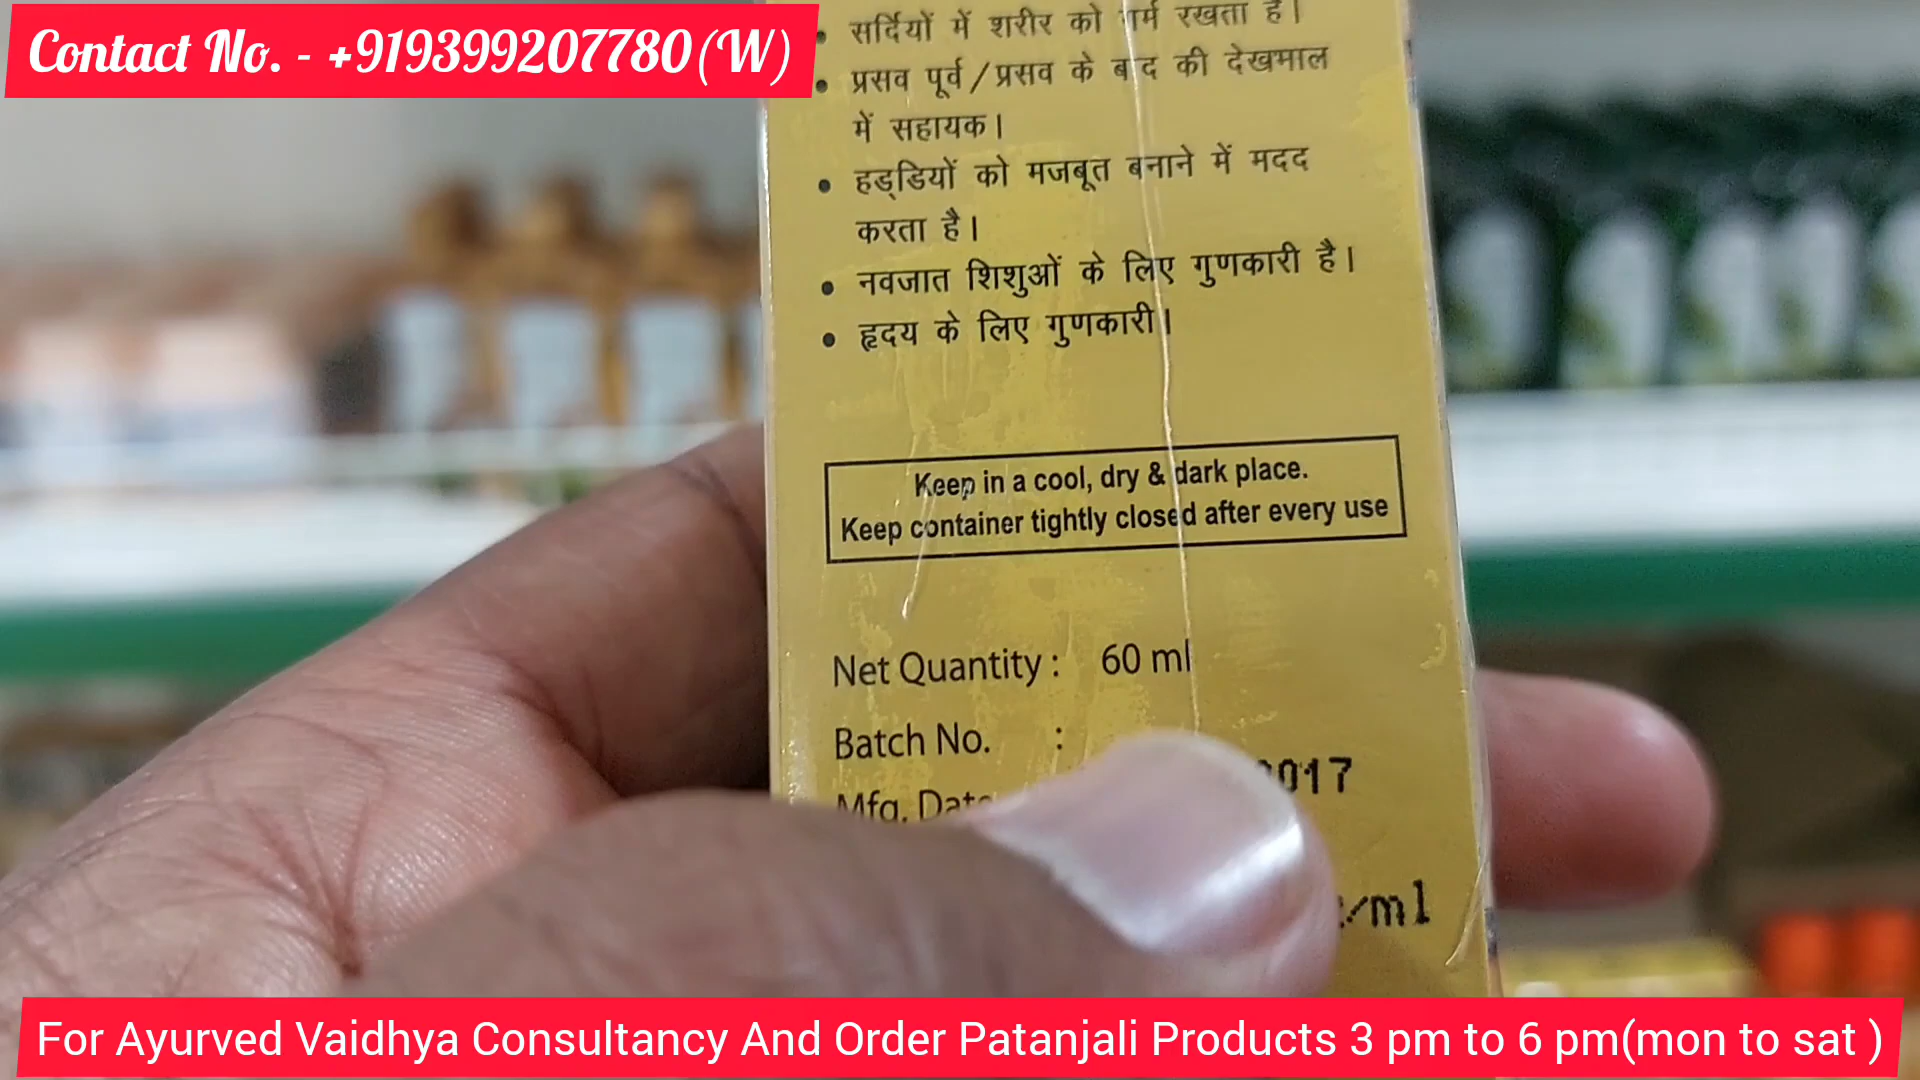 Contact No. - +919399207780(W)
• सर्दियों में शरीर को गर्म रखता है।
• प्रसव पूर्व/प्रसव के बाद की देखभाल
में सहायक।
• हड्डियों को मजबूत बनाने में मदद
करता है।
• नवजात शिशुओं के लिए गुणकारी है।
• हृदय के लिए गुणकारी।
Keep in a cool, dry & dark place.
Keep container tightly closed after every use
Net Quantity : 60 ml
Batch No. :
017
Mfg. Date
/ml
For Ayurved Vaidhya Consultancy And Order Patanjali Products 3 pm to 6 pm(mon to sat )